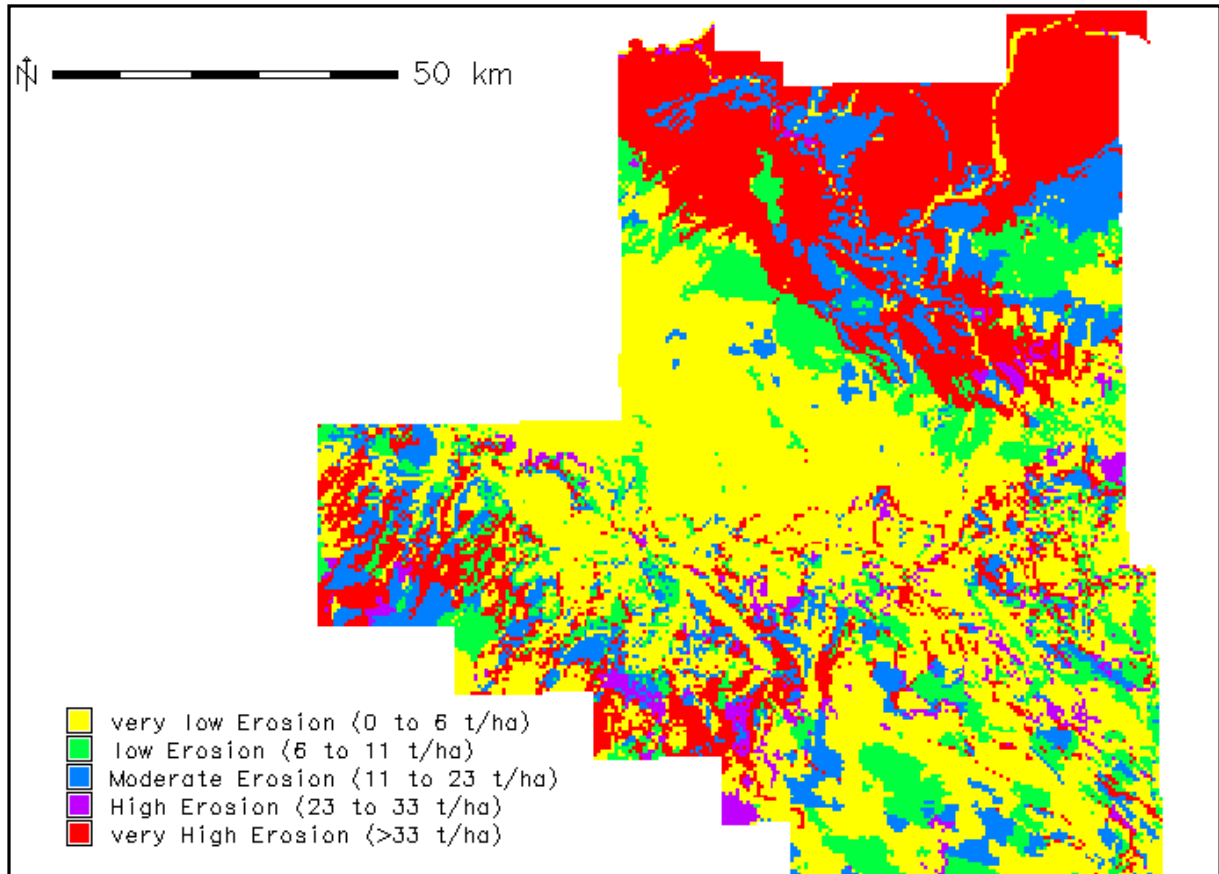 N
50 km
very low Erosion (0 to 6 t/ha)
low Erosion (6 to 11 t/ha)
Moderate Erosion (11 to 23 t/ha)
High Erosion (23 to 33 t/ha)
very High Erosion (>33 t/ha)